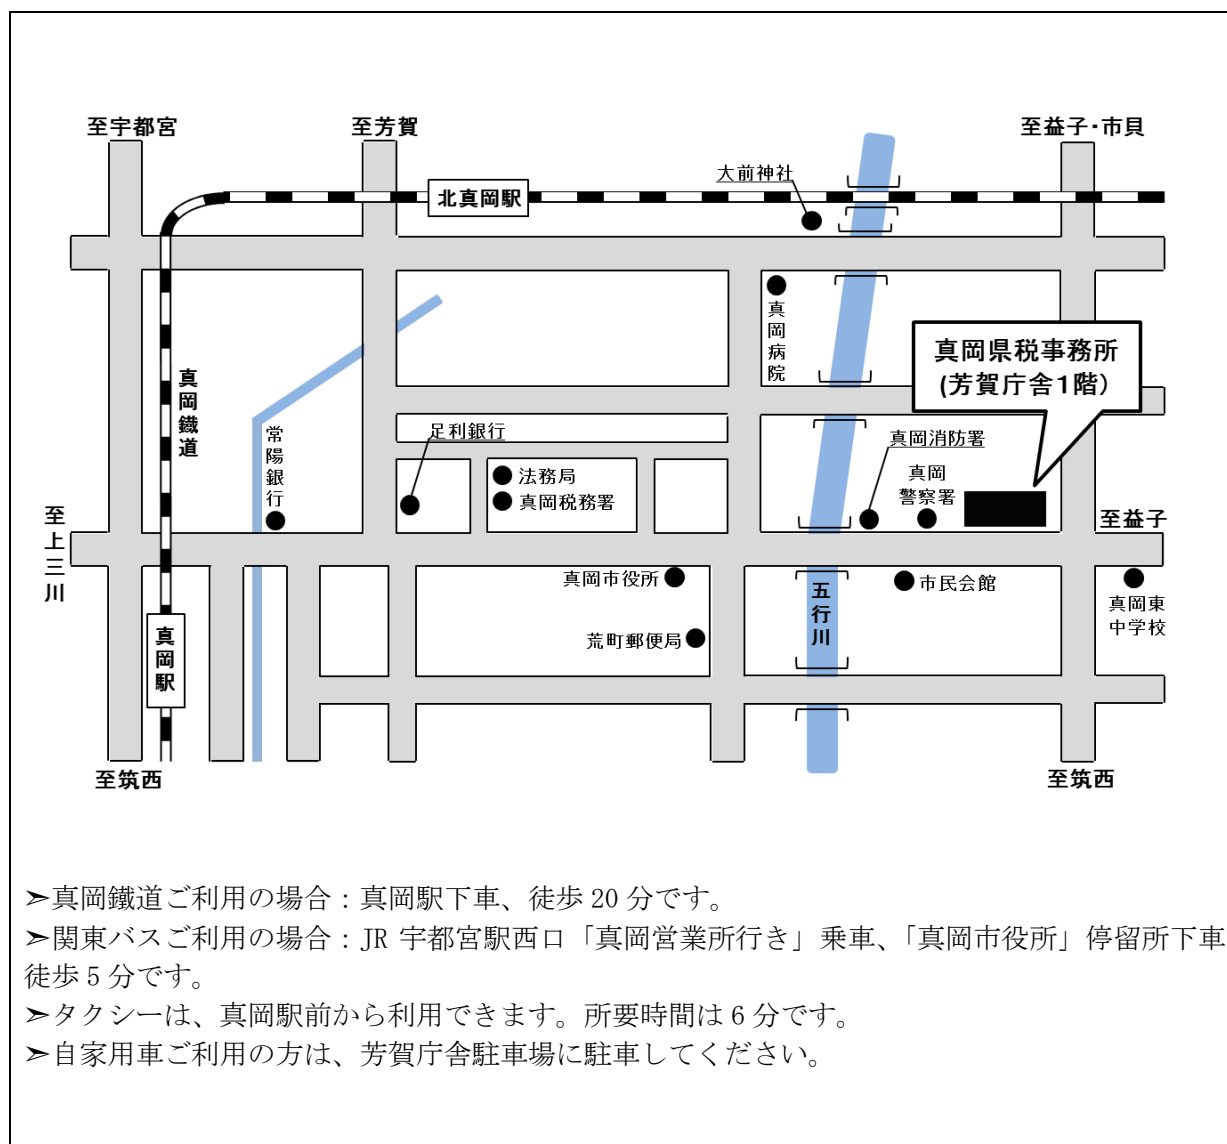 至宇都宮
至芳賀
至益子・市貝
大前神社
北真岡駅
真岡病院
真岡県税事務所
(芳賀庁舎1階)
真岡鐵道
常陽銀行
足利銀行
真岡消防署
法務局
真岡税務署
真岡
警察署
至上三川
至益子
真岡市役所
五行川
市民会館
真岡東
中学校
荒町郵便局
真岡駅
至筑西
至筑西
➣真岡鐵道ご利用の場合：真岡駅下車、徒歩 20 分です。
➣関東バスご利用の場合：JR 宇都宮駅西口「真岡営業所行き」乗車、「真岡市役所」停留所下車
徒歩 5 分です。
➣タクシーは、真岡駅前から利用できます。所要時間は 6 分です。
➣自家用車ご利用の方は、芳賀庁舎駐車場に駐車してください。